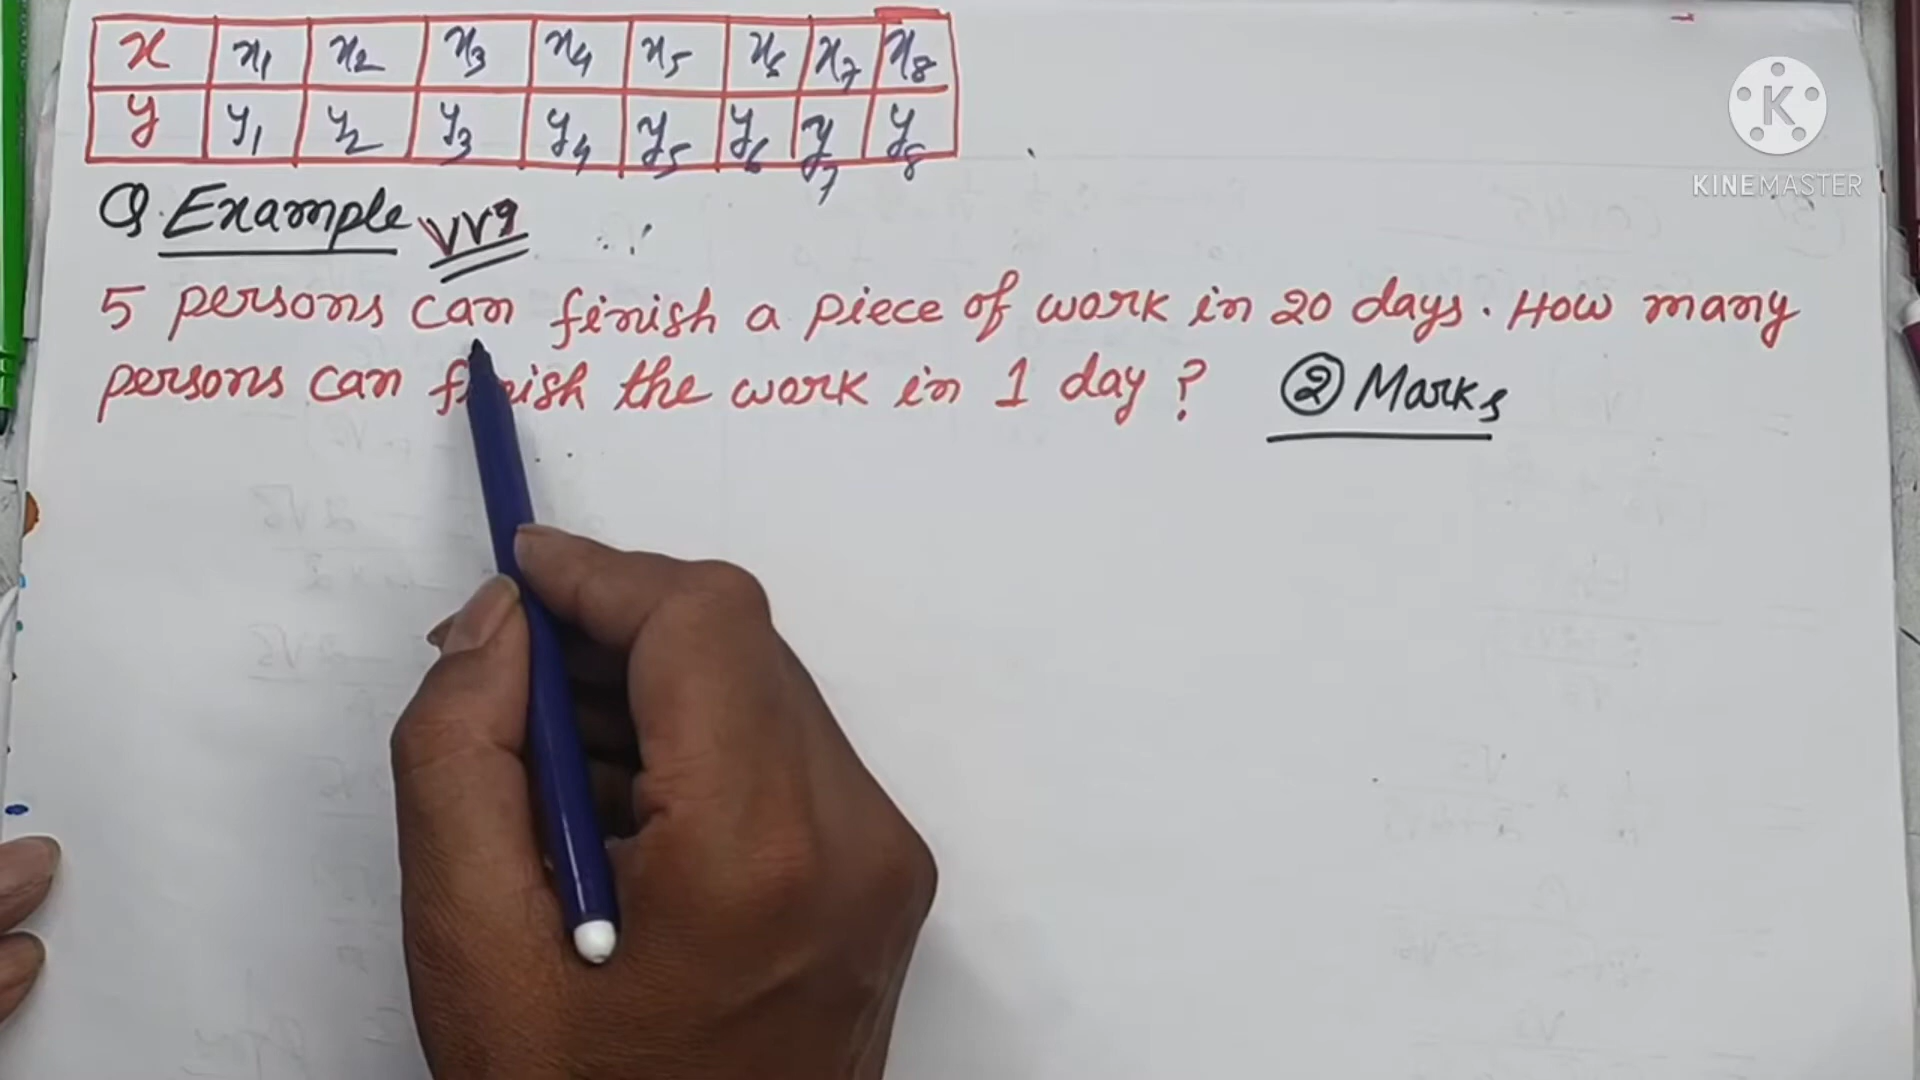 x x1 x2 x3 x4 x5 x6 x7 x8
y y1 y2 y3 y4 y5 y6 y7 y8
Q. Example VVI
5 persons can finish a piece of work in 20 days. How many
persons can finish the work in 1 day? ② Marks
K
KINEMASTER